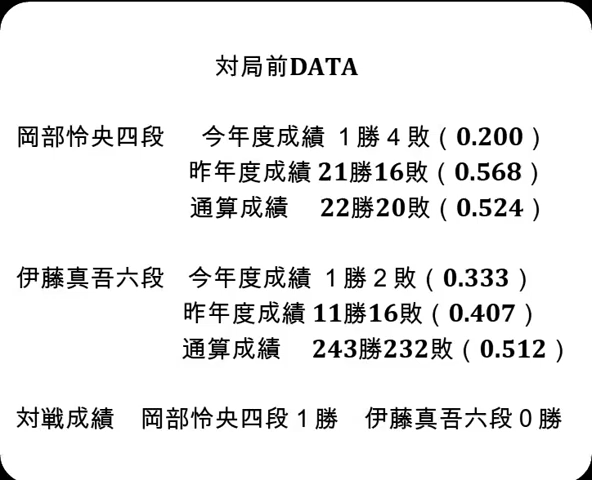 対局前DATA
岡部怜央四段　今年度成績 １勝４敗（0.200）
昨年度成績 21勝16敗（0.568）
通算成績　22勝20敗（0.524）
伊藤真吾六段　今年度成績 １勝２敗（0.333）
昨年度成績 11勝16敗（0.407）
通算成績　243勝232敗（0.512）
対戦成績　岡部怜央四段１勝　伊藤真吾六段０勝